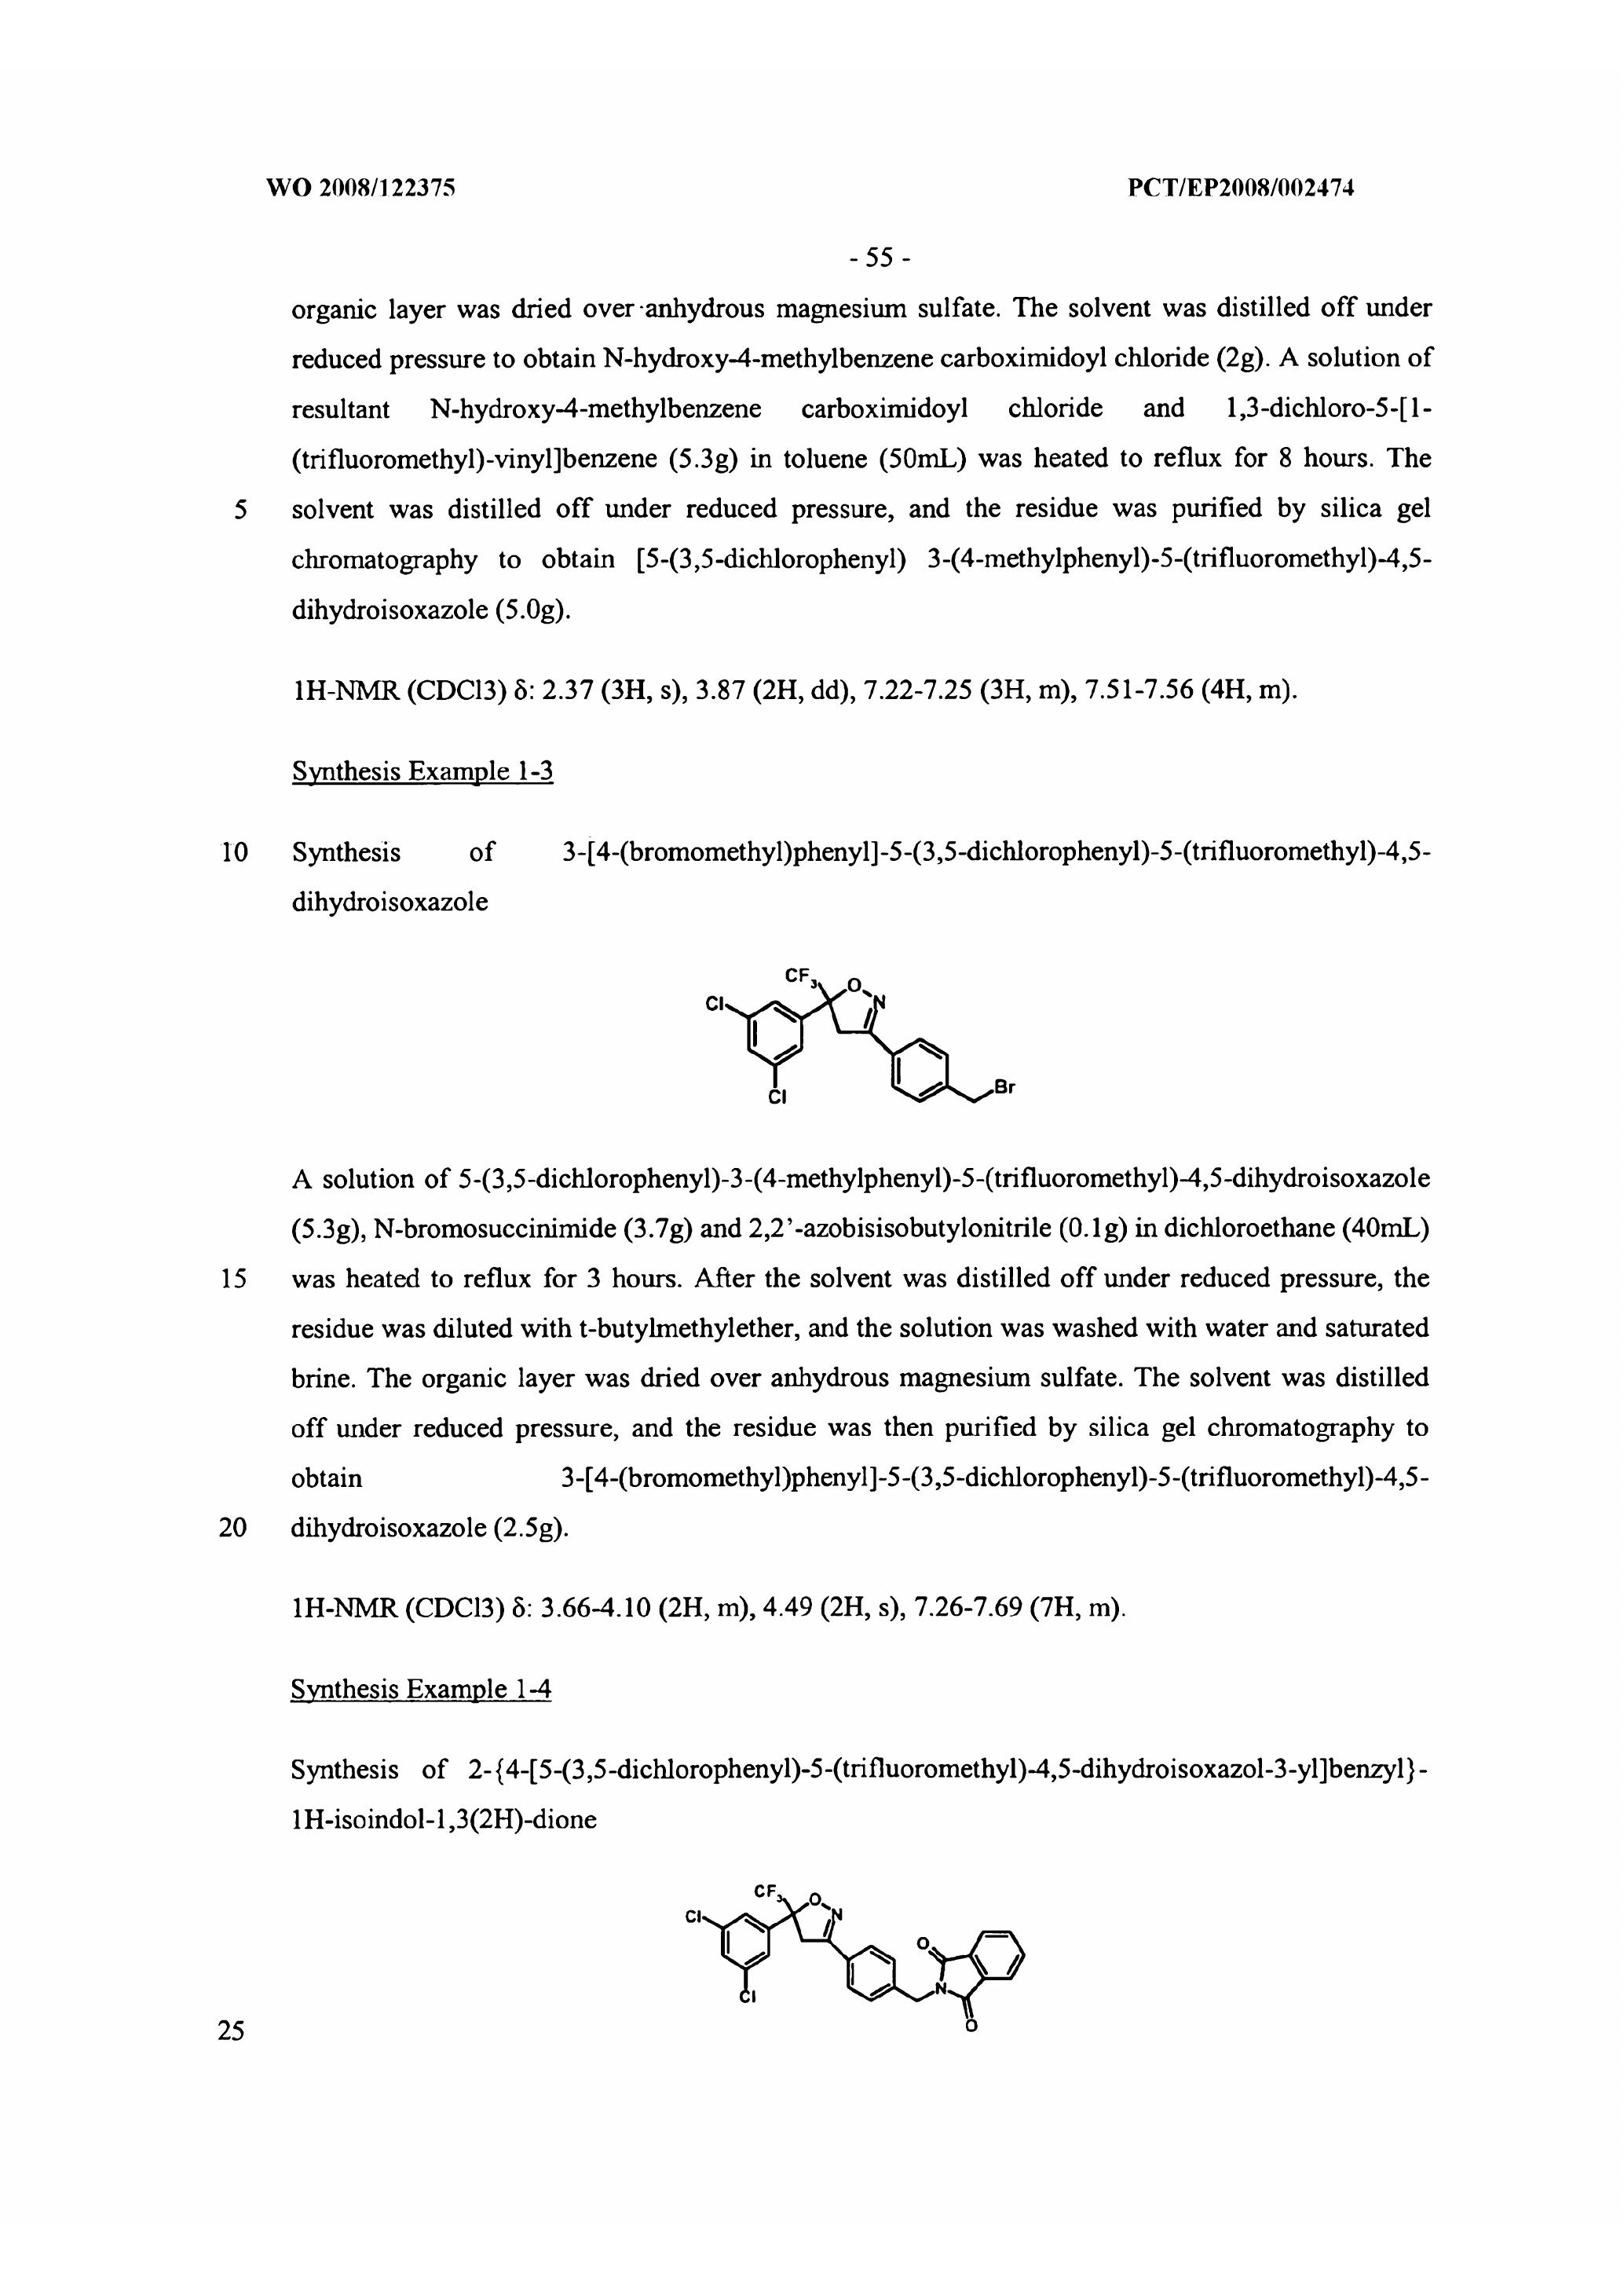 WO 2008/122375 PCT/EP2008/002474
- 55 -
organic layer was dried over anhydrous magnesium sulfate. The solvent was distilled off under
reduced pressure to obtain N-hydroxy-4-methylbenzene carboximidoyl chloride (2g). A solution of
resultant N-hydroxy-4-methylbenzene carboximidoyl chloride and 1,3-dichloro-5-[1-
(trifluoromethyl)-vinyl]benzene (5.3g) in toluene (50mL) was heated to reflux for 8 hours. The
5 solvent was distilled off under reduced pressure, and the residue was purified by silica gel
chromatography to obtain [5-(3,5-dichlorophenyl) 3-(4-methylphenyl)-5-(trifluoromethyl)-4,5-
dihydroisoxazole (5.0g).
1H-NMR (CDCl3) δ: 2.37 (3H, s), 3.87 (2H, dd), 7.22-7.25 (3H, m), 7.51-7.56 (4H, m).
Synthesis Example 1-3
10 Synthesis of 3-[4-(bromomethyl)phenyl]-5-(3,5-dichlorophenyl)-5-(trifluoromethyl)-4,5-
dihydroisoxazole
CF3 O
Cl N
Br
Cl
A solution of 5-(3,5-dichlorophenyl)-3-(4-methylphenyl)-5-(trifluoromethyl)-4,5-dihydroisoxazole
(5.3g), N-bromosuccinimide (3.7g) and 2,2’-azobisisobutylonitrile (0.1g) in dichloroethane (40mL)
15 was heated to reflux for 3 hours. After the solvent was distilled off under reduced pressure, the
residue was diluted with t-butylmethylether, and the solution was washed with water and saturated
brine. The organic layer was dried over anhydrous magnesium sulfate. The solvent was distilled
off under reduced pressure, and the residue was then purified by silica gel chromatography to
obtain 3-[4-(bromomethyl)phenyl]-5-(3,5-dichlorophenyl)-5-(trifluoromethyl)-4,5-
20 dihydroisoxazole (2.5g).
1H-NMR (CDCl3) δ: 3.66-4.10 (2H, m), 4.49 (2H, s), 7.26-7.69 (7H, m).
Synthesis Example 1-4
Synthesis of 2-{4-[5-(3,5-dichlorophenyl)-5-(trifluoromethyl)-4,5-dihydroisoxazol-3-yl]benzyl}-
1H-isoindol-1,3(2H)-dione
CF3 O
Cl N
O
N
Cl
O
25